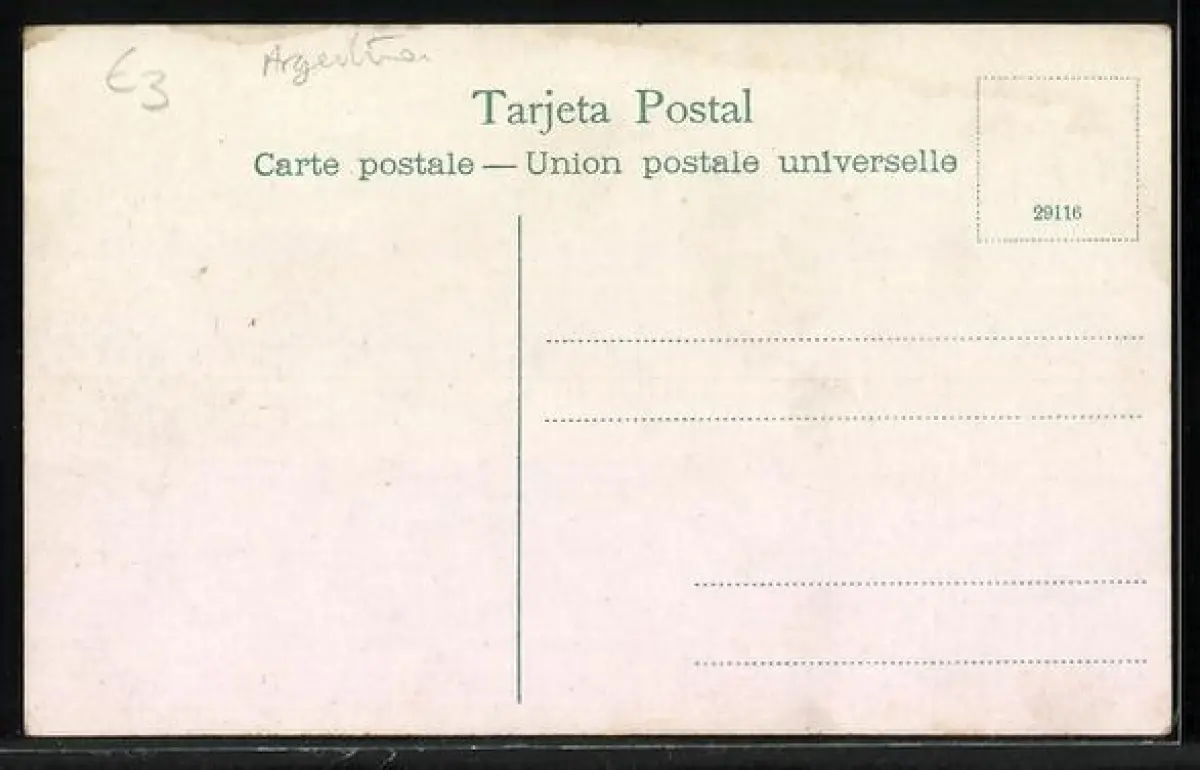 €3
Argentina
Tarjeta Postal
Carte postale — Union postale universelle
29116